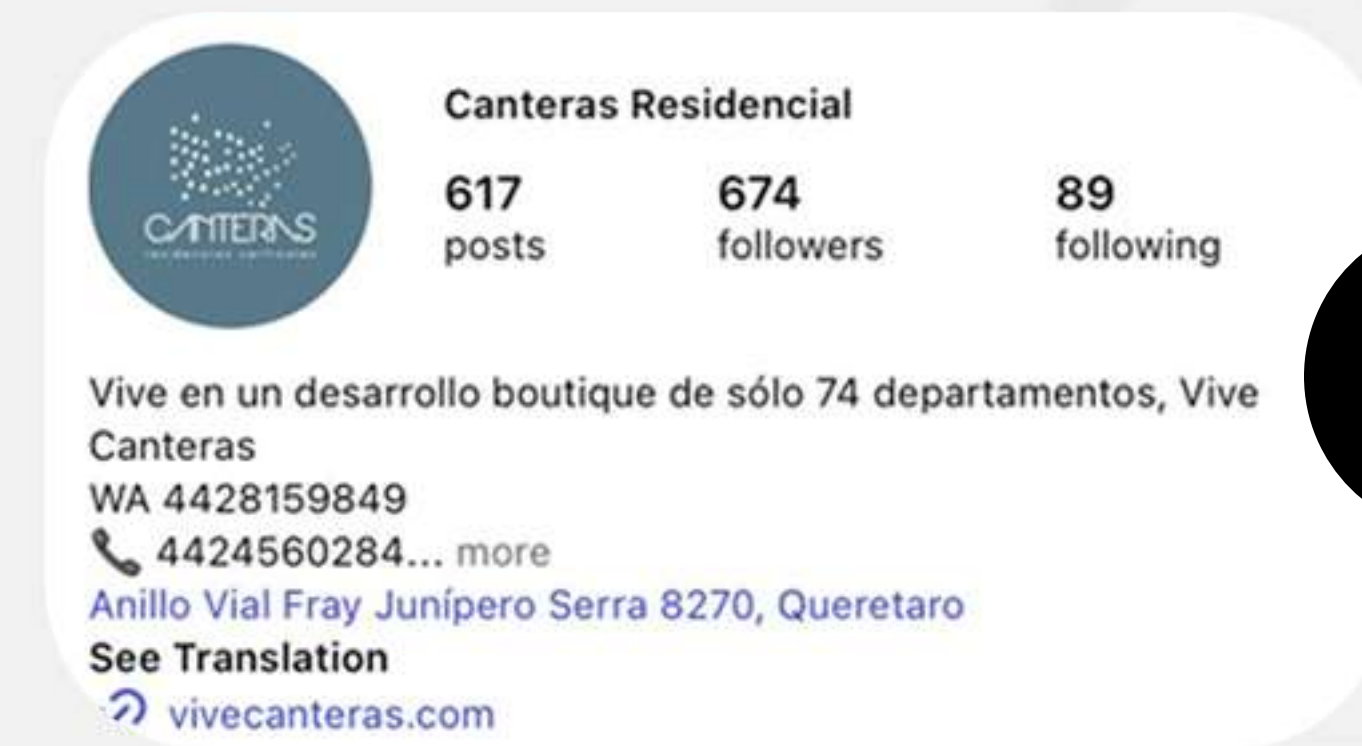 CANTERAS
Canteras Residencial
617 674 89
posts followers following
Vive en un desarrollo boutique de sólo 74 departamentos, Vive
Canteras
WA 4428159849
📞 4424560284... more
Anillo Vial Fray Junípero Serra 8270, Queretaro
See Translation
vivecanteras.com